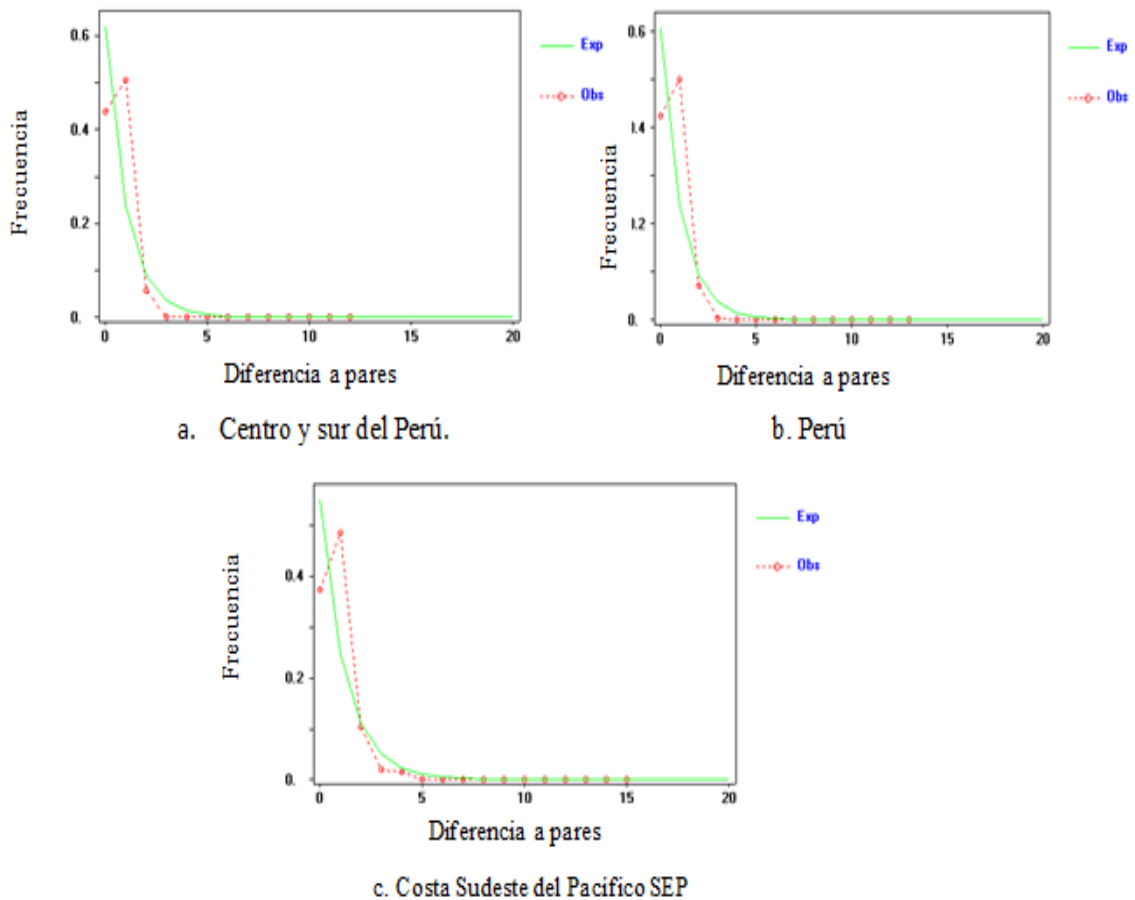 0.6
0.4
0.2
0.
0
5
10
15
20
Exp
Obs
Frecuencia
Diferencia a pares
a. Centro y sur del Perú.
0.6
0.4
0.2
0.
0
5
10
15
20
Exp
Obs
Frecuencia
Diferencia a pares
b. Perú
0.4
0.2
0.
0
5
10
15
20
Exp
Obs
Frecuencia
Diferencia a pares
c. Costa Sudeste del Pacífico SEP